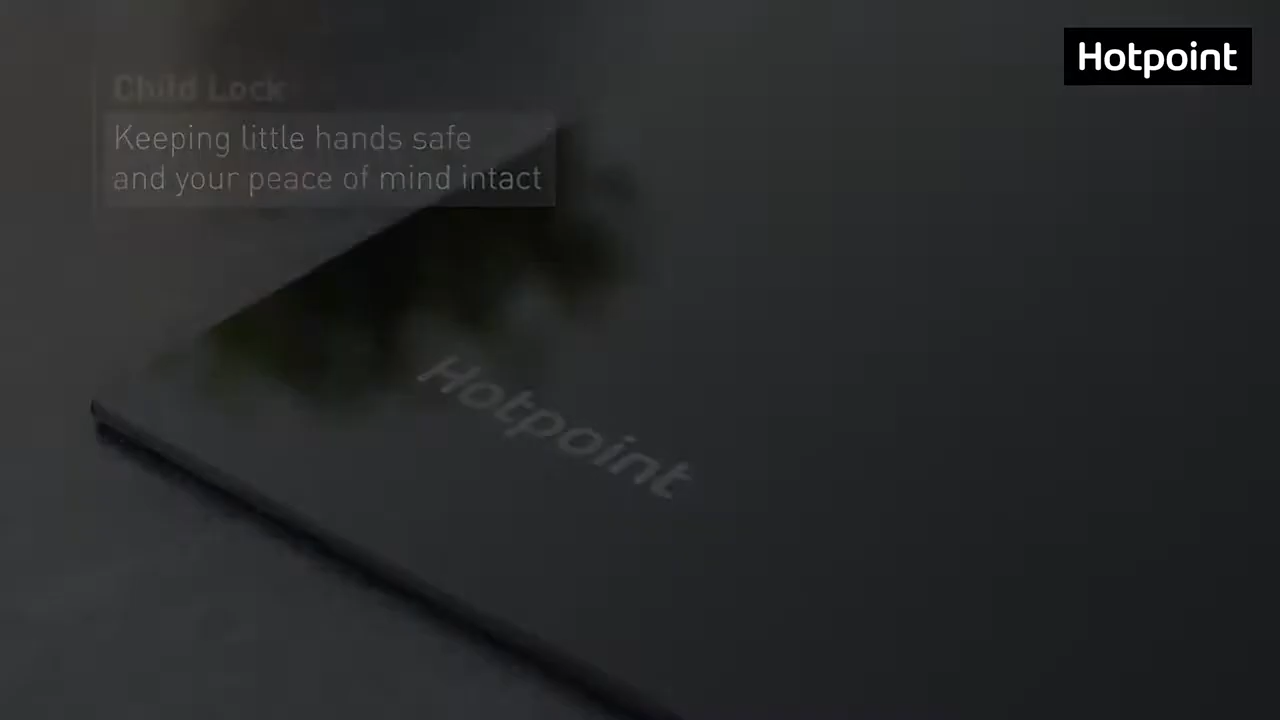 Hotpoint
Child Lock
Keeping little hands safe
and your peace of mind intact
Hotpoint